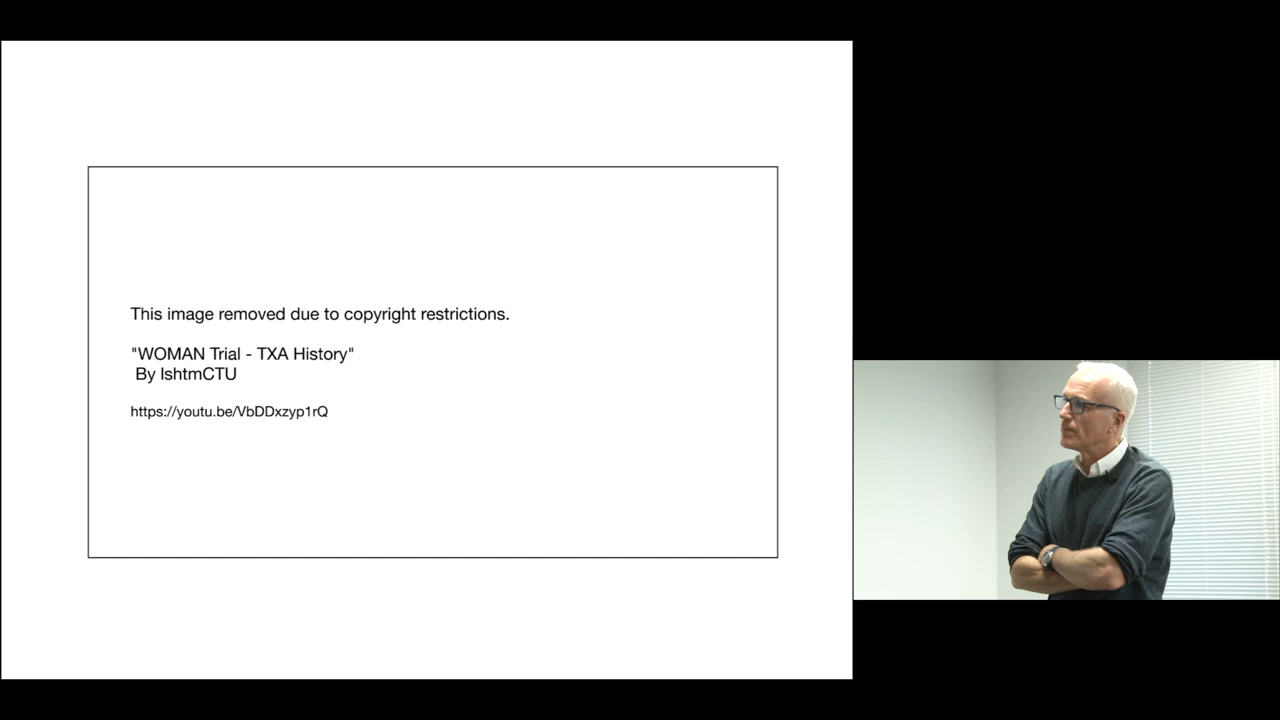 This image removed due to copyright restrictions.
"WOMAN Trial - TXA History"
By lshtmCTU
https://youtu.be/VbDDxzyp1rQ